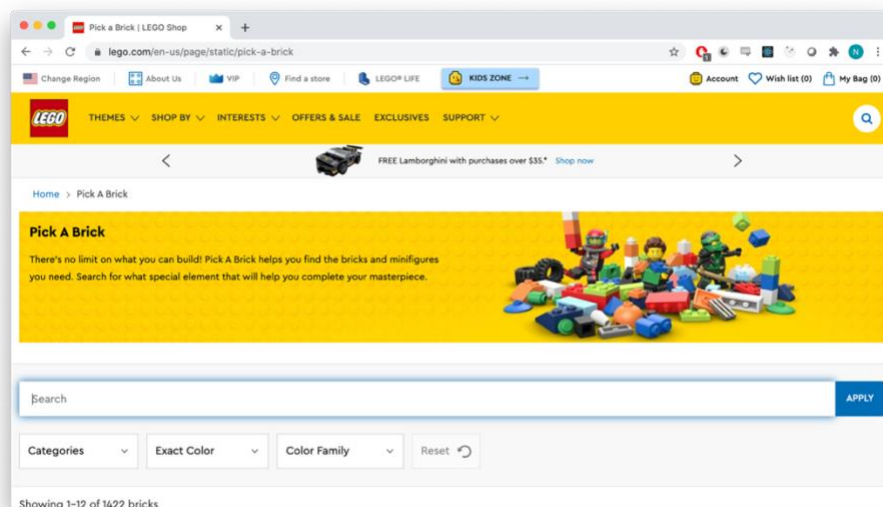 Pick a Brick | LEGO Shop
lego.com/en-us/page/static/pick-a-brick
1
N
Change Region About Us VIP Find a store LEGO® LIFE KIDS ZONE → Account Wish list (0) My Bag (0)
LEGO THEMES SHOP BY INTERESTS OFFERS & SALE EXCLUSIVES SUPPORT
FREE Lamborghini with purchases over $35.* Shop now
Home > Pick A Brick
Pick A Brick
There's no limit on what you can build! Pick A Brick helps you find the bricks and minifigures
you need. Search for what special element that will help you complete your masterpiece.
Search APPLY
Categories Exact Color Color Family Reset
Showing 1-12 of 1422 bricks